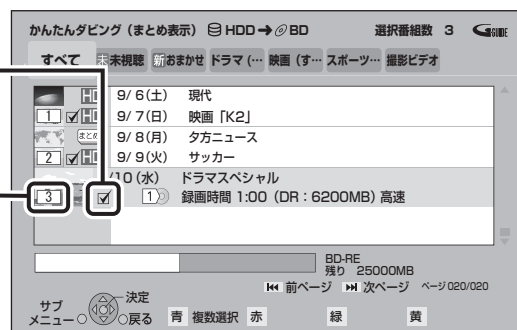 かんたんダビング（まとめ表示） HDD➔BD 選択番組数 3 GGUIDE
すべて 未未視聴 新おまかせ ドラマ（… 映画（す… スポーツ… 撮影ビデオ
HD 9/ 6(土) 現代
1 HD 9/ 7(日) 映画「K2」
まとめ 9/ 8(月) 夕方ニュース
2 HD 9/ 9(火) サッカー
/10(水) ドラマスペシャル
3 1 録画時間 1:00（DR：6200MB）高速
BD-RE
残り 25000MB
前ページ 次ページ ページ020/020
サブメニュー 決定 戻る 青 複数選択 赤 緑 黄